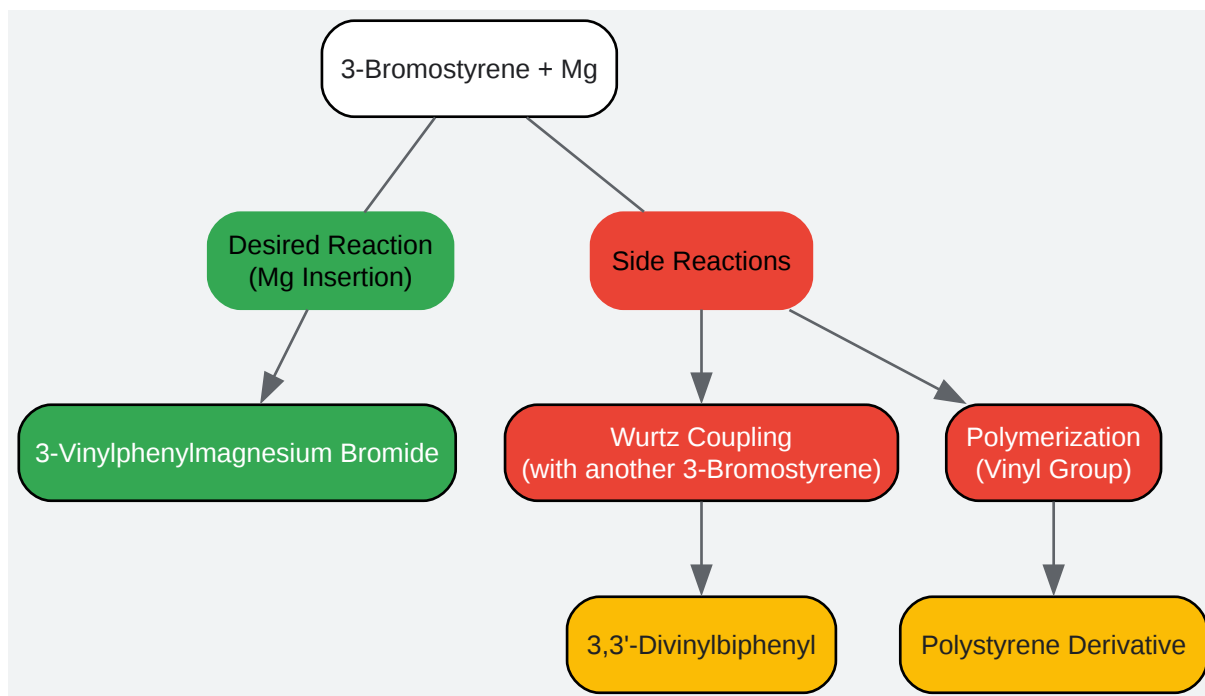 3-Bromostyrene + Mg
Desired Reaction
(Mg Insertion)
Side Reactions
3-Vinylphenylmagnesium Bromide
Wurtz Coupling
(with another 3-Bromostyrene)
Polymerization
(Vinyl Group)
3,3'-Divinylbiphenyl
Polystyrene Derivative